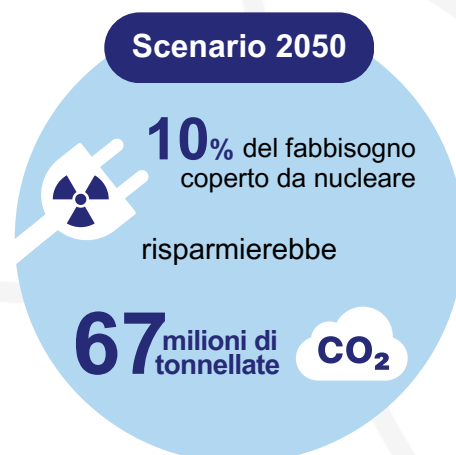 Scenario 2050
10% del fabbisogno
coperto da nucleare
risparmierebbe
67 milioni di
tonnellate
CO₂